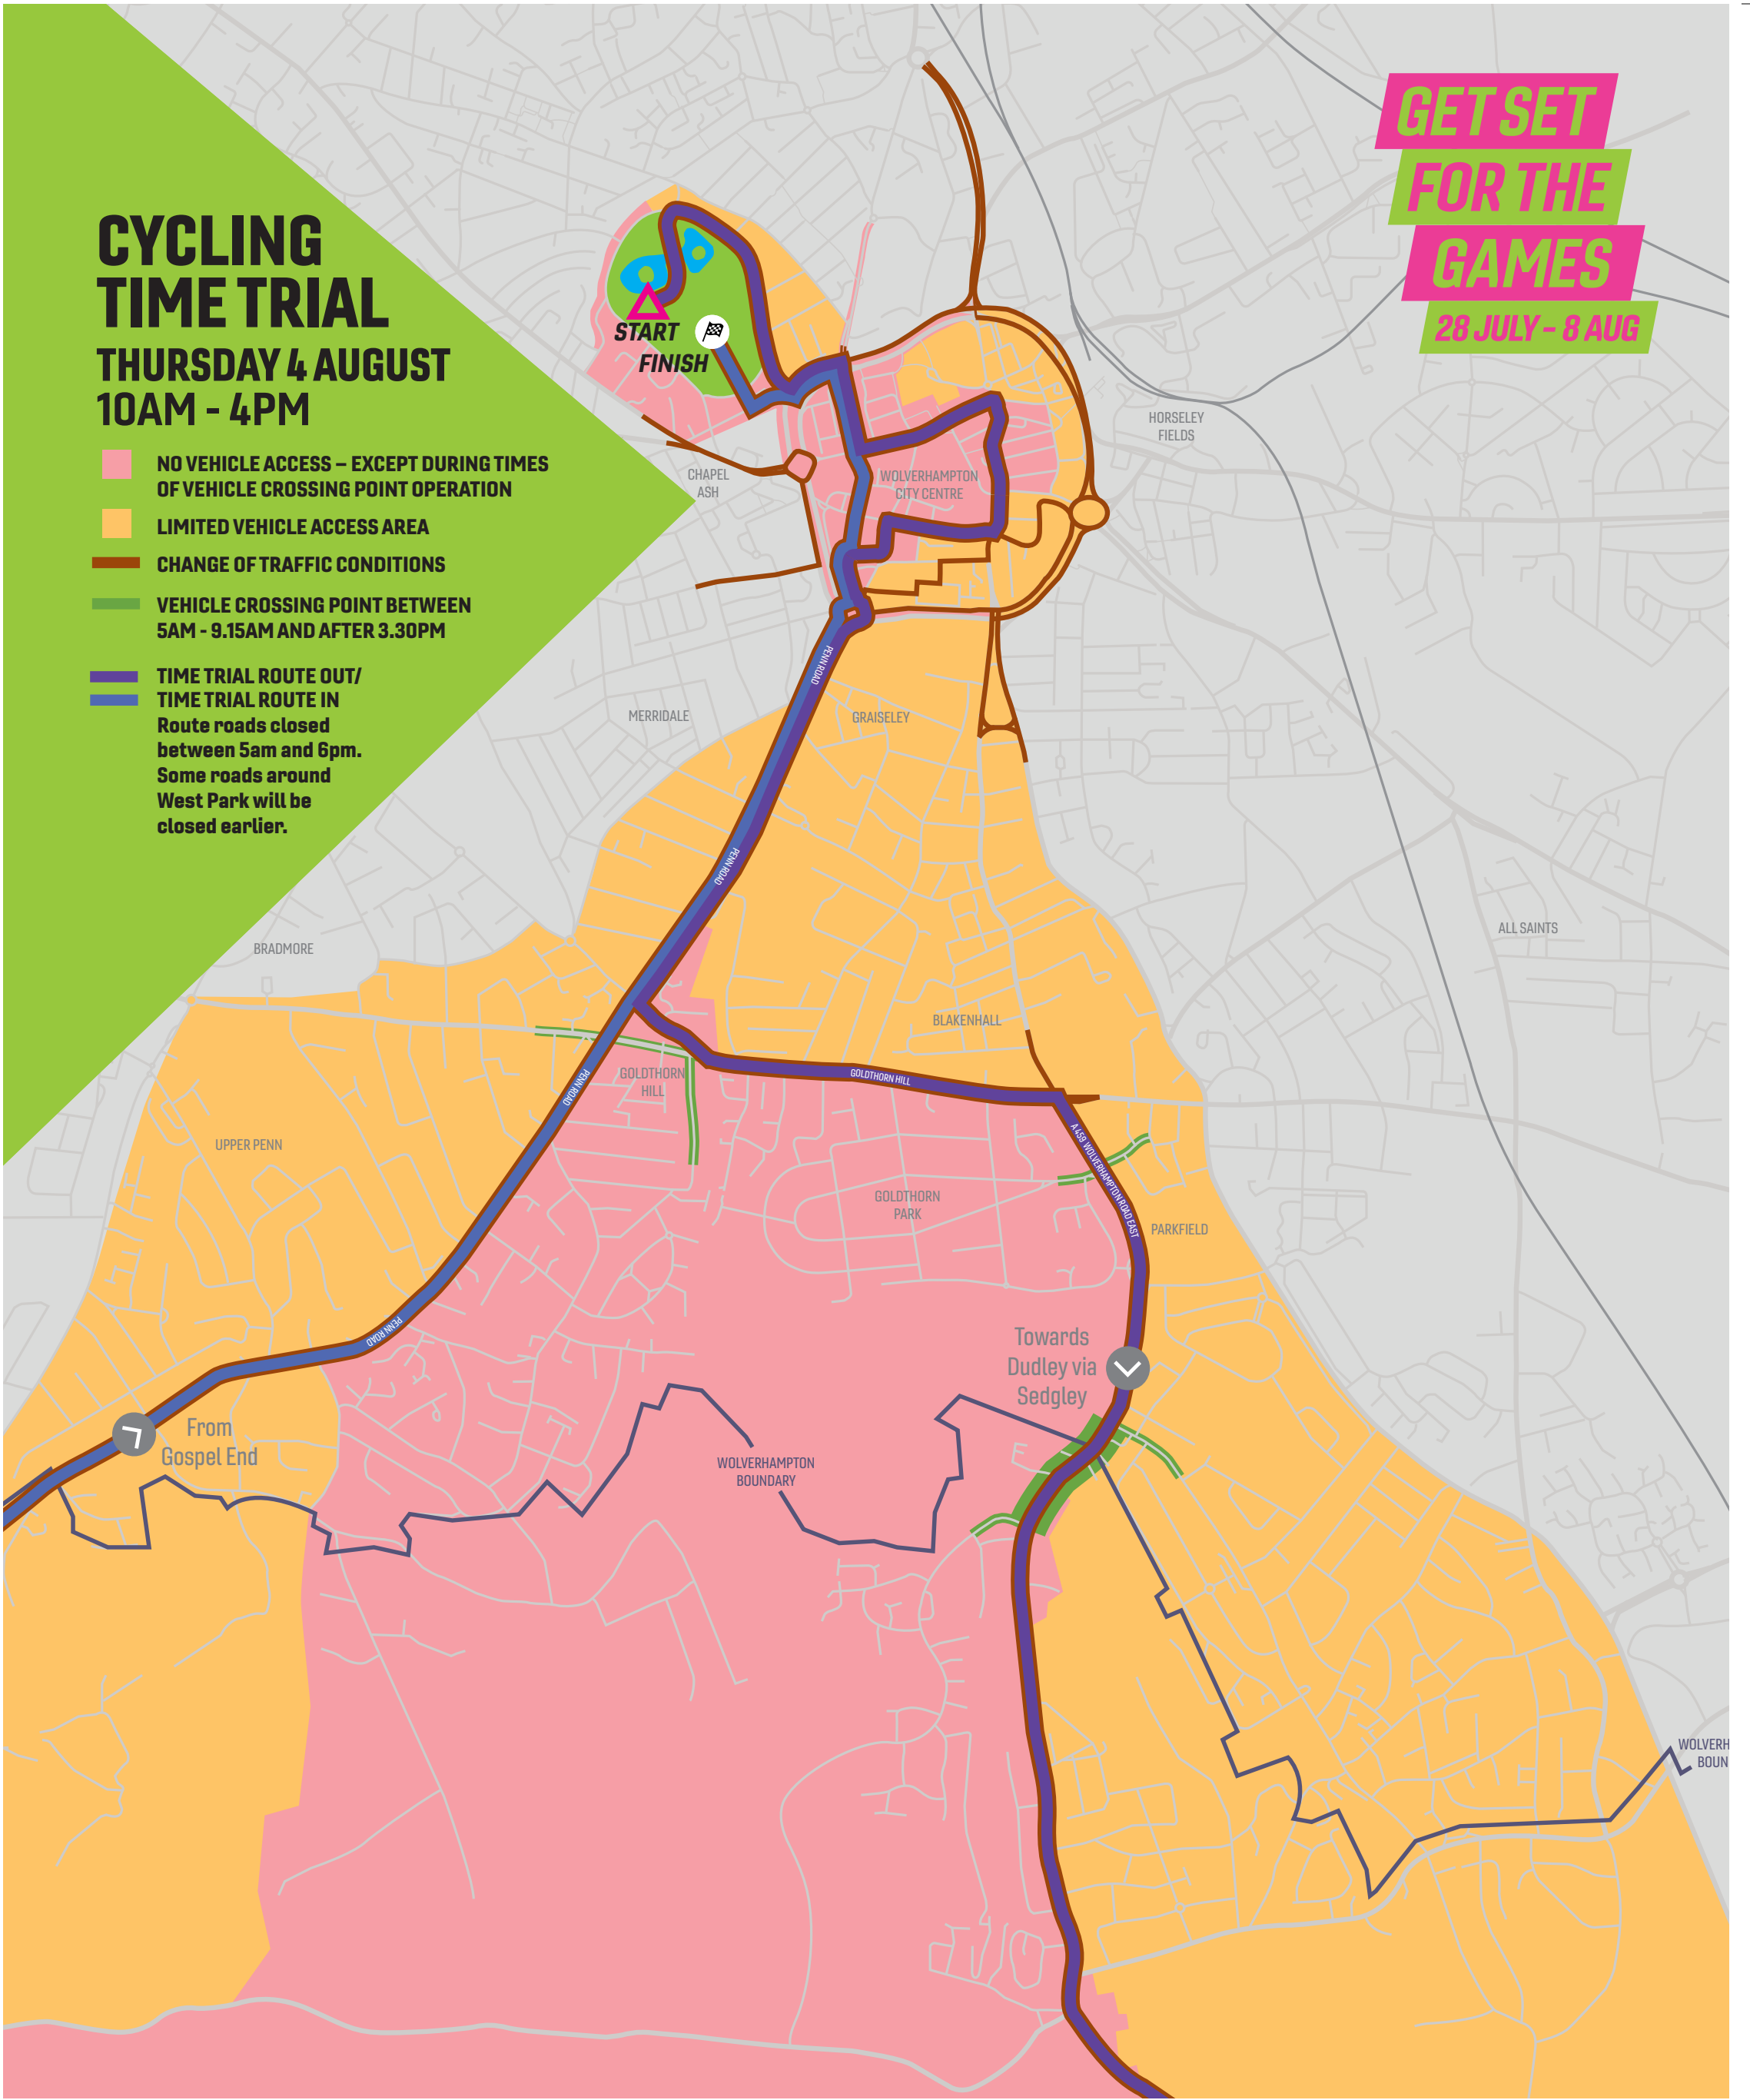 GET SET
FOR THE
GAMES
28 JULY - 8 AUG
CYCLING
TIME TRIAL
THURSDAY 4 AUGUST
10AM - 4PM
NO VEHICLE ACCESS – EXCEPT DURING TIMES
OF VEHICLE CROSSING POINT OPERATION
LIMITED VEHICLE ACCESS AREA
CHANGE OF TRAFFIC CONDITIONS
VEHICLE CROSSING POINT BETWEEN
5AM - 9.15AM AND AFTER 3.30PM
TIME TRIAL ROUTE OUT/
TIME TRIAL ROUTE IN
Route roads closed
between 5am and 6pm.
Some roads around
West Park will be
closed earlier.
START
FINISH
HORSELEY
FIELDS
CHAPEL
ASH
WOLVERHAMPTON
CITY CENTRE
PENN ROAD
MERRIDALE
GRAISELEY
PENN ROAD
ALL SAINTS
BRADMORE
BLAKENHALL
GOLDTHORN
HILL
GOLDTHORN HILL
PENN ROAD
UPPER PENN
A459 WOLVERHAMPTON ROAD EAST
GOLDTHORN
PARK
PARKFIELD
PENN ROAD
Towards
Dudley via
Sedgley
From
Gospel End
WOLVERHAMPTON
BOUNDARY
WOLVERH
BOUN